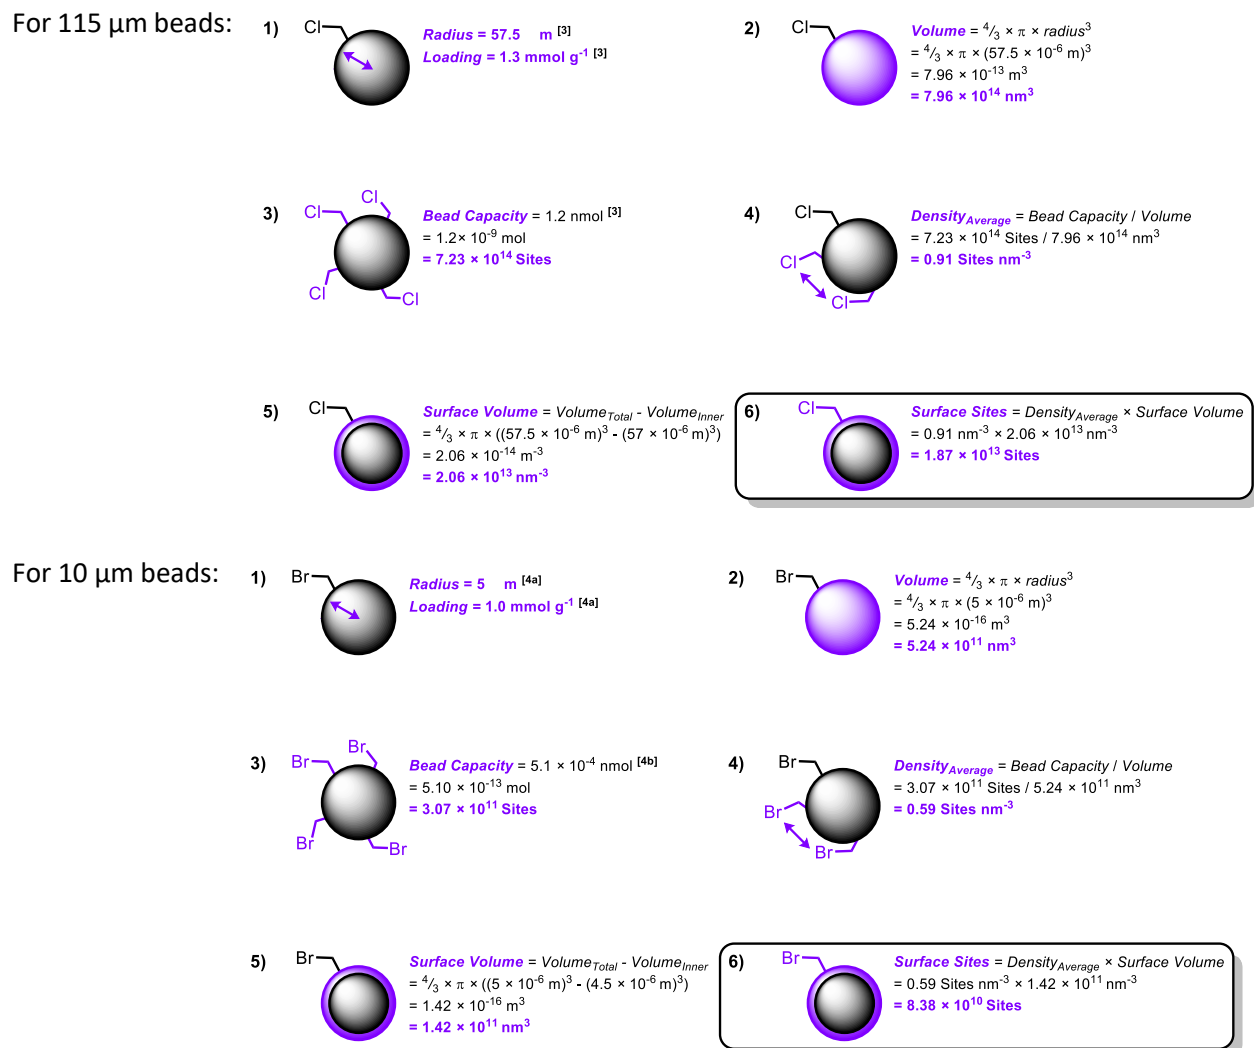 For 115 µm beads:
1)
Cl
Radius = 57.5 m [3]
Loading = 1.3 mmol g-1 [3]
2)
Cl
Volume = 4/3 × π × radius3
= 4/3 × π × (57.5 × 10-6 m)3
= 7.96 × 10-13 m3
= 7.96 × 1014 nm3
3)
Cl
Cl
Cl
Cl
Bead Capacity = 1.2 nmol [3]
= 1.2× 10-9 mol
= 7.23 × 1014 Sites
4)
Cl
Cl
Cl
DensityAverage = Bead Capacity / Volume
= 7.23 × 1014 Sites / 7.96 × 1014 nm3
= 0.91 Sites nm-3
5)
Cl
Surface Volume = VolumeTotal - VolumeInner
= 4/3 × π × ((57.5 × 10-6 m)3 - (57 × 10-6 m)3)
= 2.06 × 10-14 m-3
= 2.06 × 1013 nm-3
6)
Cl
Surface Sites = DensityAverage × Surface Volume
= 0.91 nm-3 × 2.06 × 1013 nm-3
= 1.87 × 1013 Sites
For 10 µm beads:
1)
Br
Radius = 5 m [4a]
Loading = 1.0 mmol g-1 [4a]
2)
Br
Volume = 4/3 × π × radius3
= 4/3 × π × (5 × 10-6 m)3
= 5.24 × 10-16 m3
= 5.24 × 1011 nm3
3)
Br
Br
Br
Br
Bead Capacity = 5.1 × 10-4 nmol [4b]
= 5.10 × 10-13 mol
= 3.07 × 1011 Sites
4)
Br
Br
Br
DensityAverage = Bead Capacity / Volume
= 3.07 × 1011 Sites / 5.24 × 1011 nm3
= 0.59 Sites nm-3
5)
Br
Surface Volume = VolumeTotal - VolumeInner
= 4/3 × π × ((5 × 10-6 m)3 - (4.5 × 10-6 m)3)
= 1.42 × 10-16 m3
= 1.42 × 1011 nm3
6)
Br
Surface Sites = DensityAverage × Surface Volume
= 0.59 Sites nm-3 × 1.42 × 1011 nm-3
= 8.38 × 1010 Sites